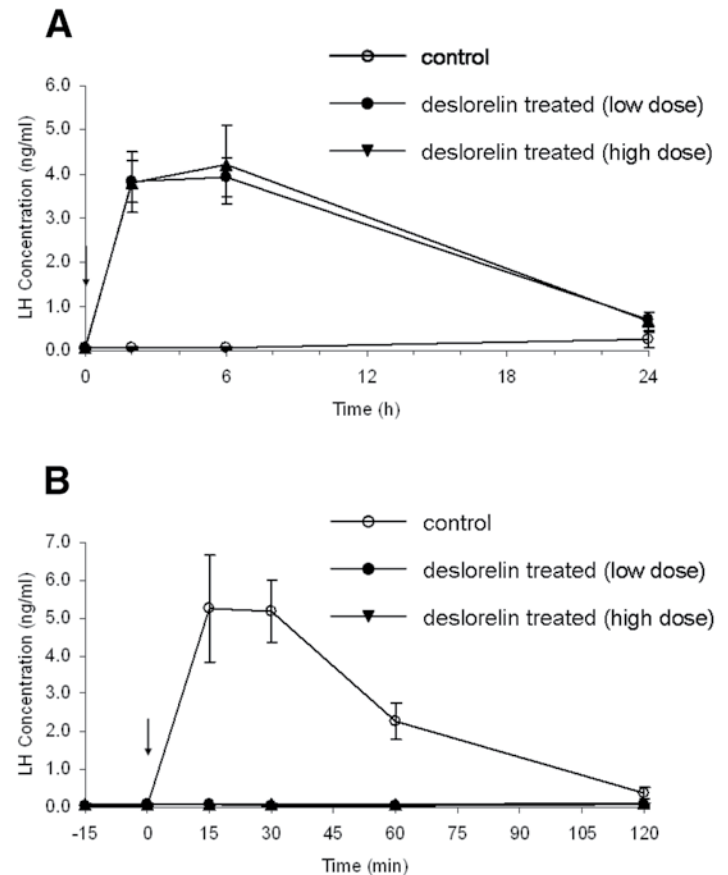 A
control
deslorelin treated (low dose)
deslorelin treated (high dose)
LH Concentration (ng/ml)
6.0
5.0
4.0
3.0
2.0
1.0
0.0
0 6 12 18 24
Time (h)
B
control
deslorelin treated (low dose)
deslorelin treated (high dose)
LH Concentration (ng/ml)
7.0
6.0
5.0
4.0
3.0
2.0
1.0
0.0
-15 0 15 30 45 60 75 90 105 120
Time (min)